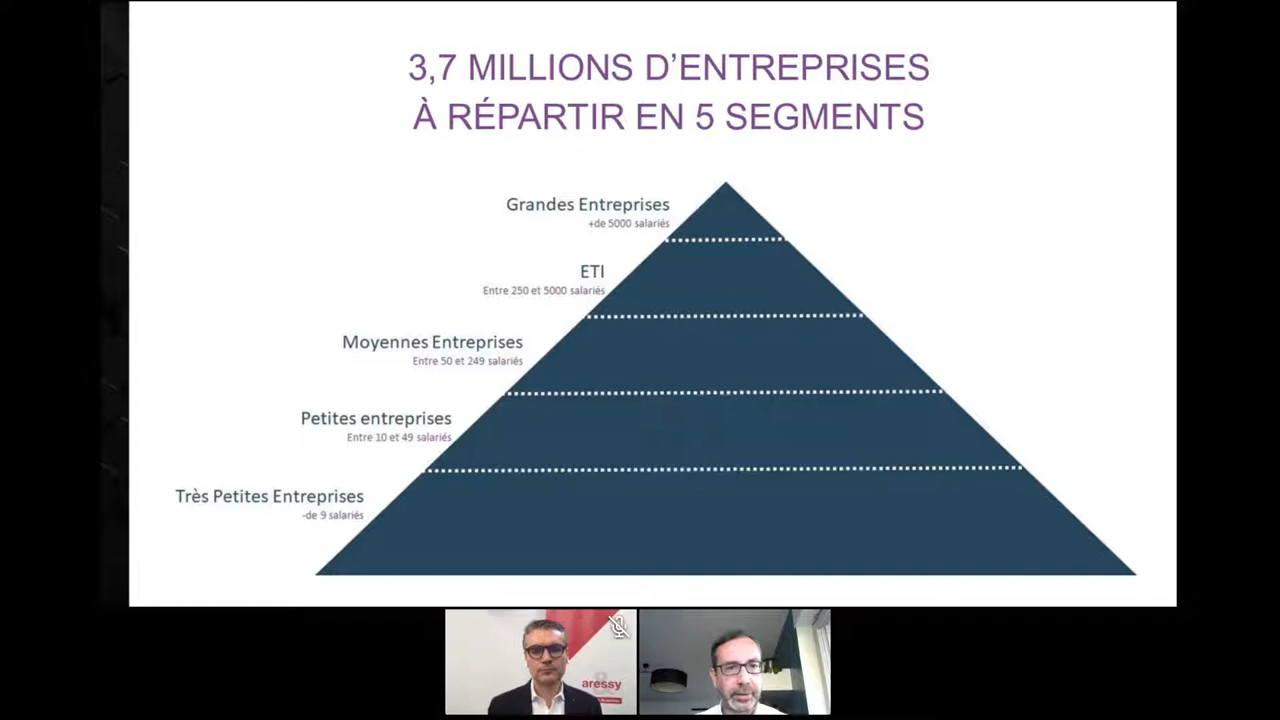 3,7 MILLIONS D’ENTREPRISES
À RÉPARTIR EN 5 SEGMENTS
Grandes Entreprises
+de 5000 salariés
ETI
Entre 250 et 5000 salariés
Moyennes Entreprises
Entre 50 et 249 salariés
Petites entreprises
Entre 10 et 49 salariés
Très Petites Entreprises
-de 9 salariés
aressy